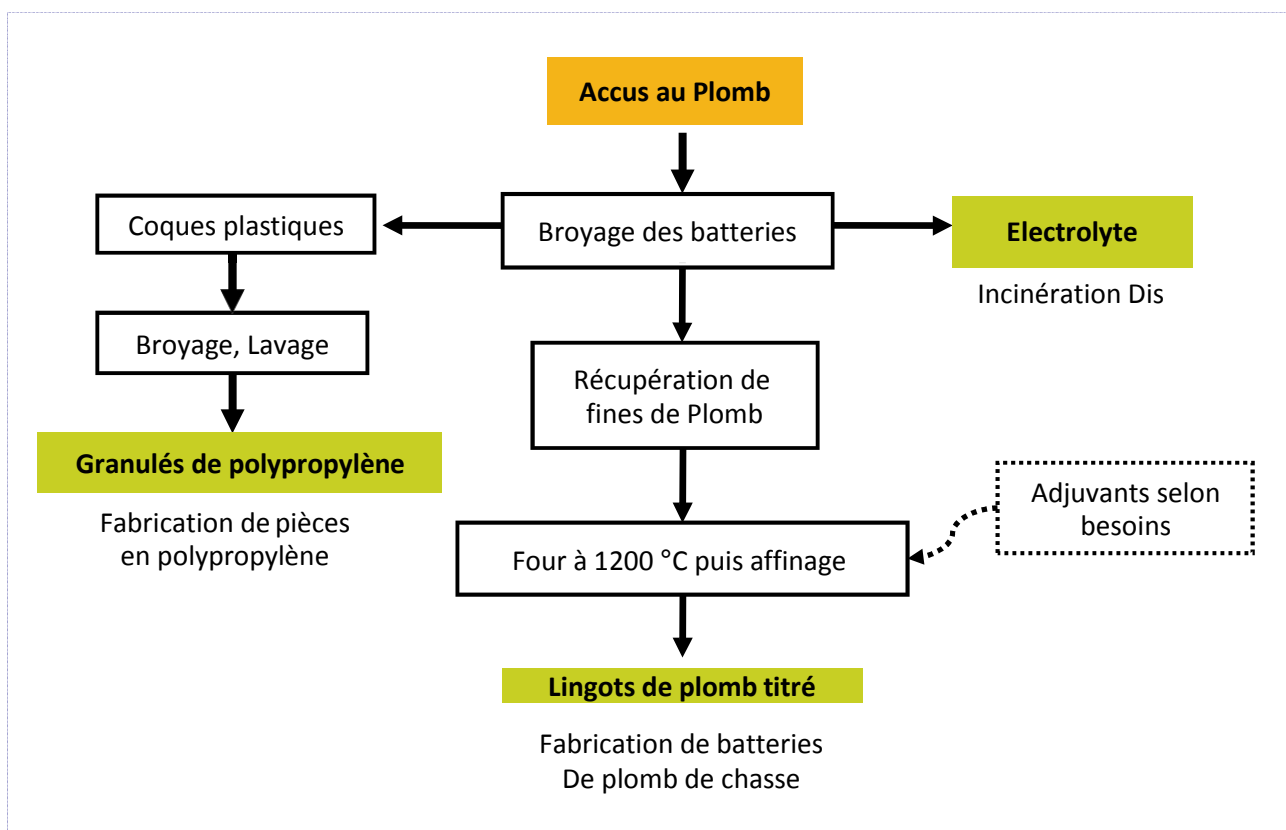 Accus au Plomb
Coques plastiques
Broyage des batteries
Electrolyte
Incinération Dis
Broyage, Lavage
Récupération de
fines de Plomb
Granulés de polypropylène
Fabrication de pièces
en polypropylène
Adjuvants selon
besoins
Four à 1200 °C puis affinage
Lingots de plomb titré
Fabrication de batteries
De plomb de chasse